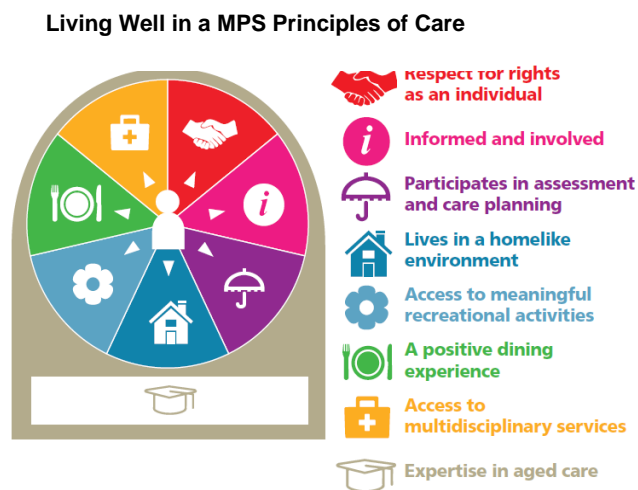 Living Well in a MPS Principles of Care
Respect for rights
as an individual
Informed and involved
Participates in assessment
and care planning
Lives in a homelike
environment
Access to meaningful
recreational activities
A positive dining
experience
Access to
multidisciplinary services
Expertise in aged care